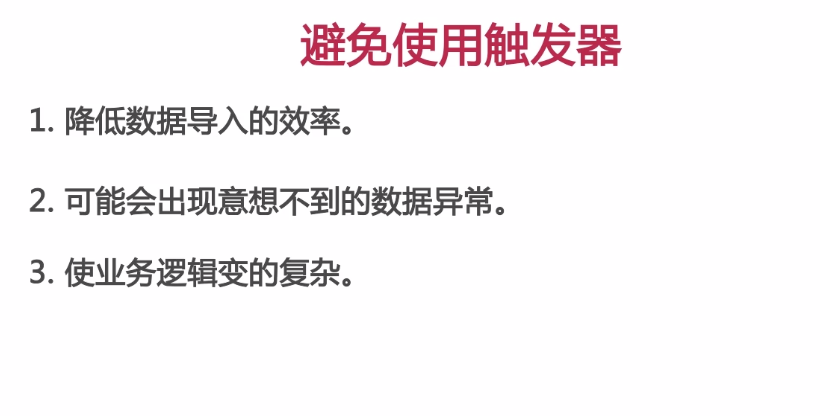 避免使用触发器
1. 降低数据导入的效率。
2. 可能会出现意想不到的数据异常。
3. 使业务逻辑变的复杂。